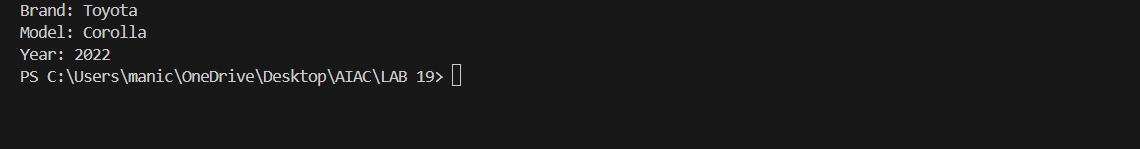 Brand: Toyota
Model: Corolla
Year: 2022
PS C:\Users\manic\OneDrive\Desktop\AIAC\LAB 19>